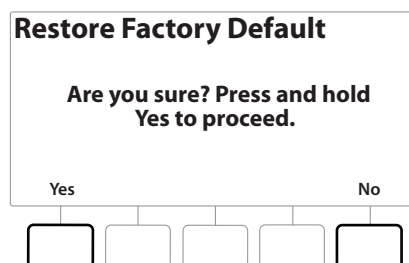 Restore Factory Default
Are you sure? Press and hold
Yes to proceed.
Yes No